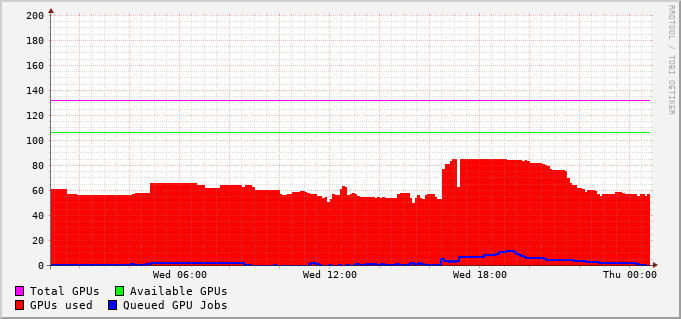 200
180
160
140
120
100
80
60
40
20
0
Wed 06:00 Wed 12:00 Wed 18:00 Thu 00:00
Total GPUs Available GPUs
GPUs used Queued GPU Jobs
RRDTOOL / TOBI OETIKER